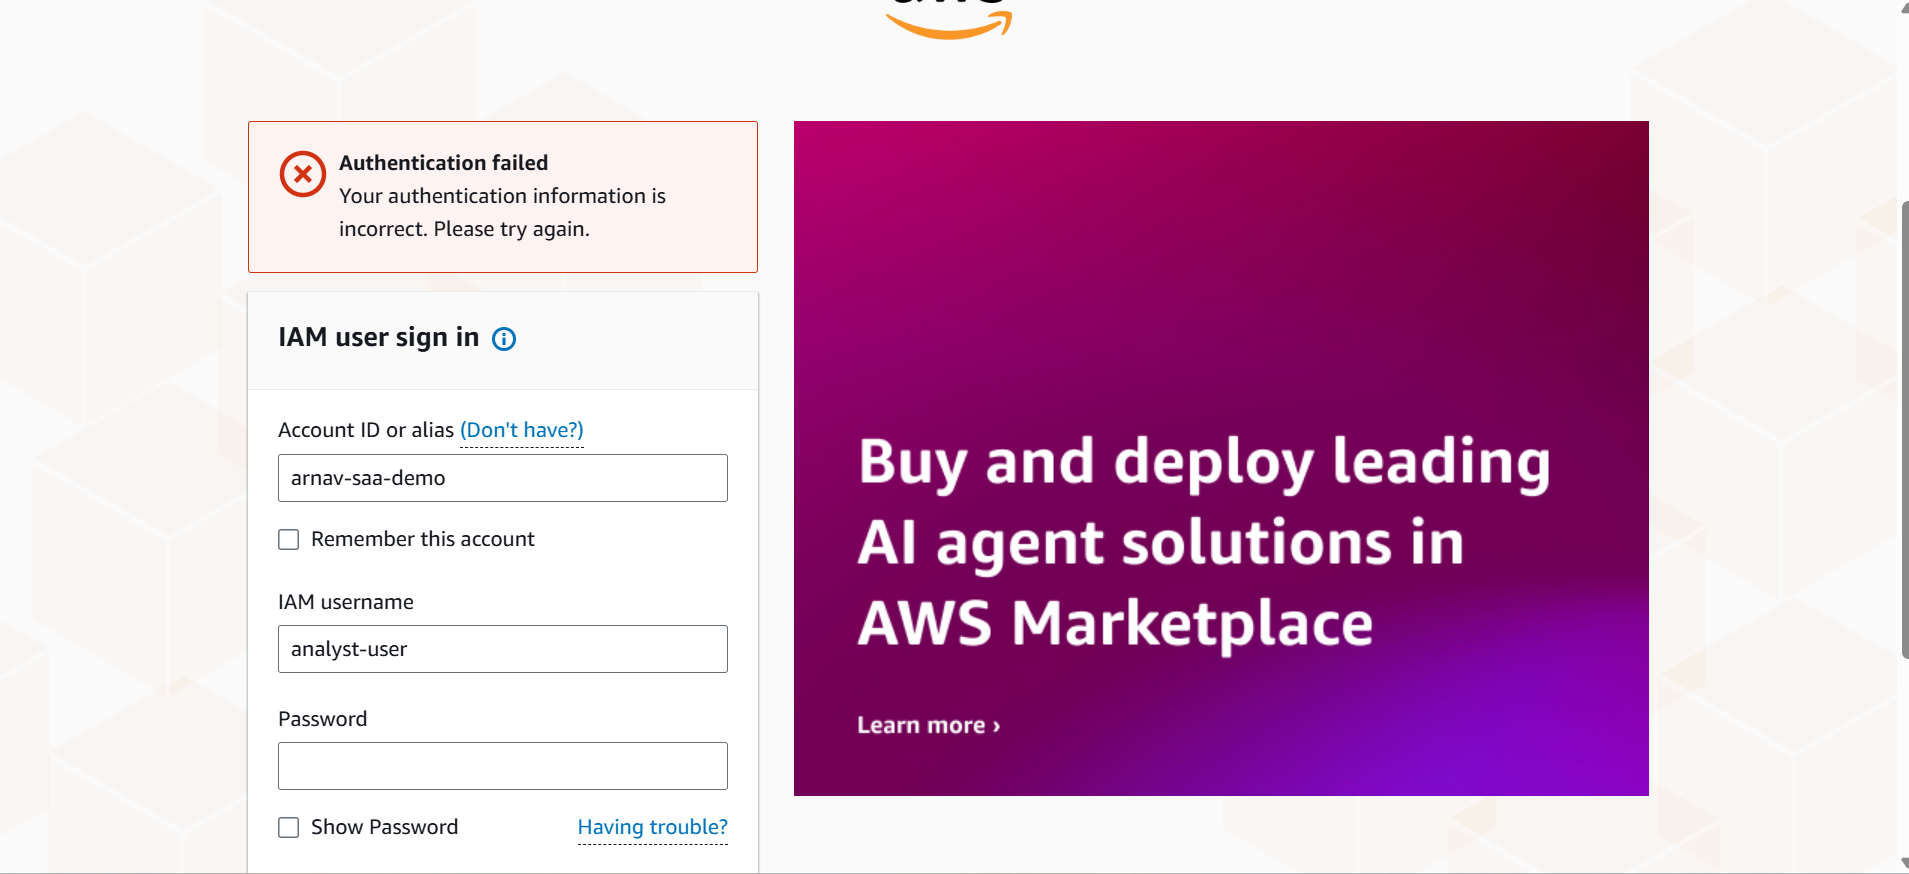 Authentication failed
Your authentication information is
incorrect. Please try again.
IAM user sign in
Account ID or alias (Don't have?)
arnav-saa-demo
Remember this account
IAM username
analyst-user
Password
Show Password
Having trouble?
Buy and deploy leading
AI agent solutions in
AWS Marketplace
Learn more ›